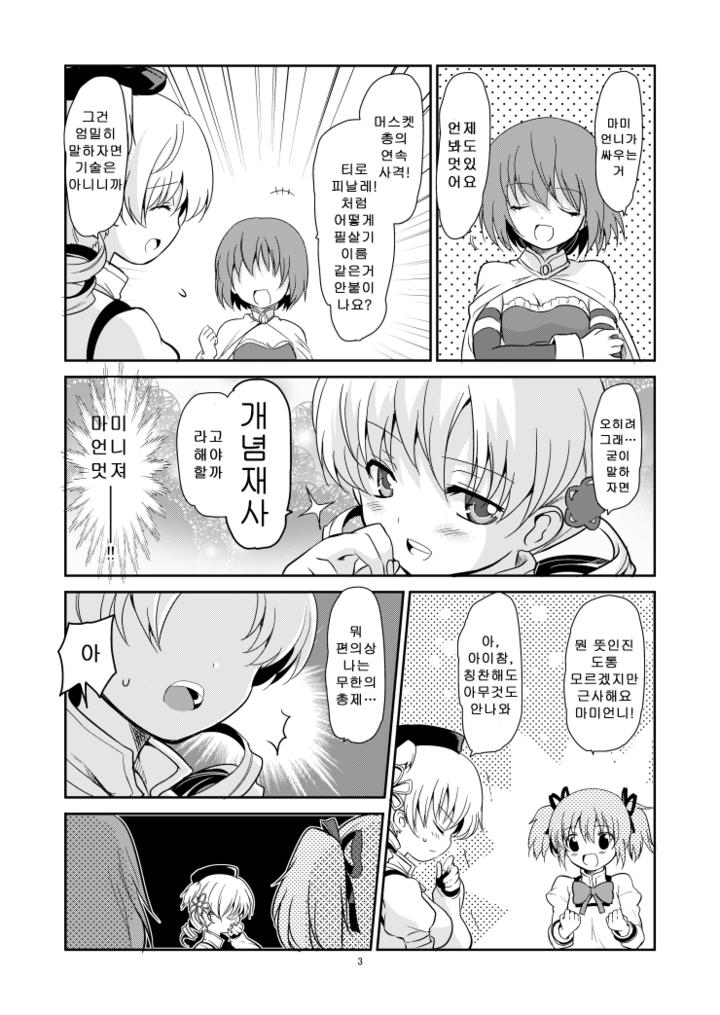 마미
언니가
싸우는
거
언제
봐도
멋있
어요
머스켓
총의
연속
사격!
티로
피날레!
처럼
어떻게
필살기
이름
같은거
안붙이
나요?
그건
엄밀히
말하자면
기술은
아니니까
오히려
그래…
굳이
말하
자면
개념재사
라고
해야
할까
마미
언니
멋져
──!!
뭔 뜻인진
도통
모르겠지만
근사해요
마미언니!
아,
아이참,
칭찬해도
아무것도
안나와
뭐
편의상
나는
무한의
총제…
아
3